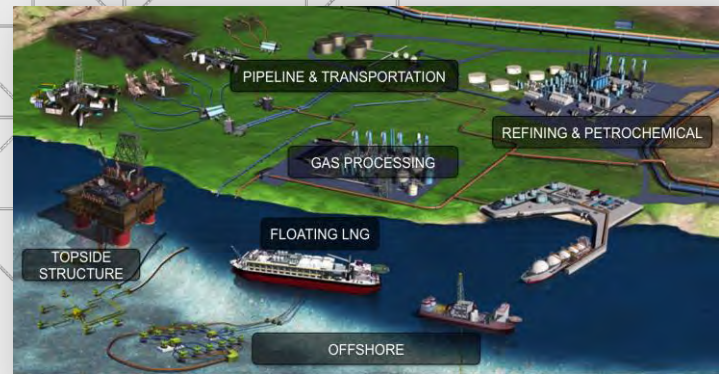 PIPELINE & TRANSPORTATION
REFINING & PETROCHEMICAL
GAS PROCESSING
FLOATING LNG
TOPSIDE
STRUCTURE
OFFSHORE